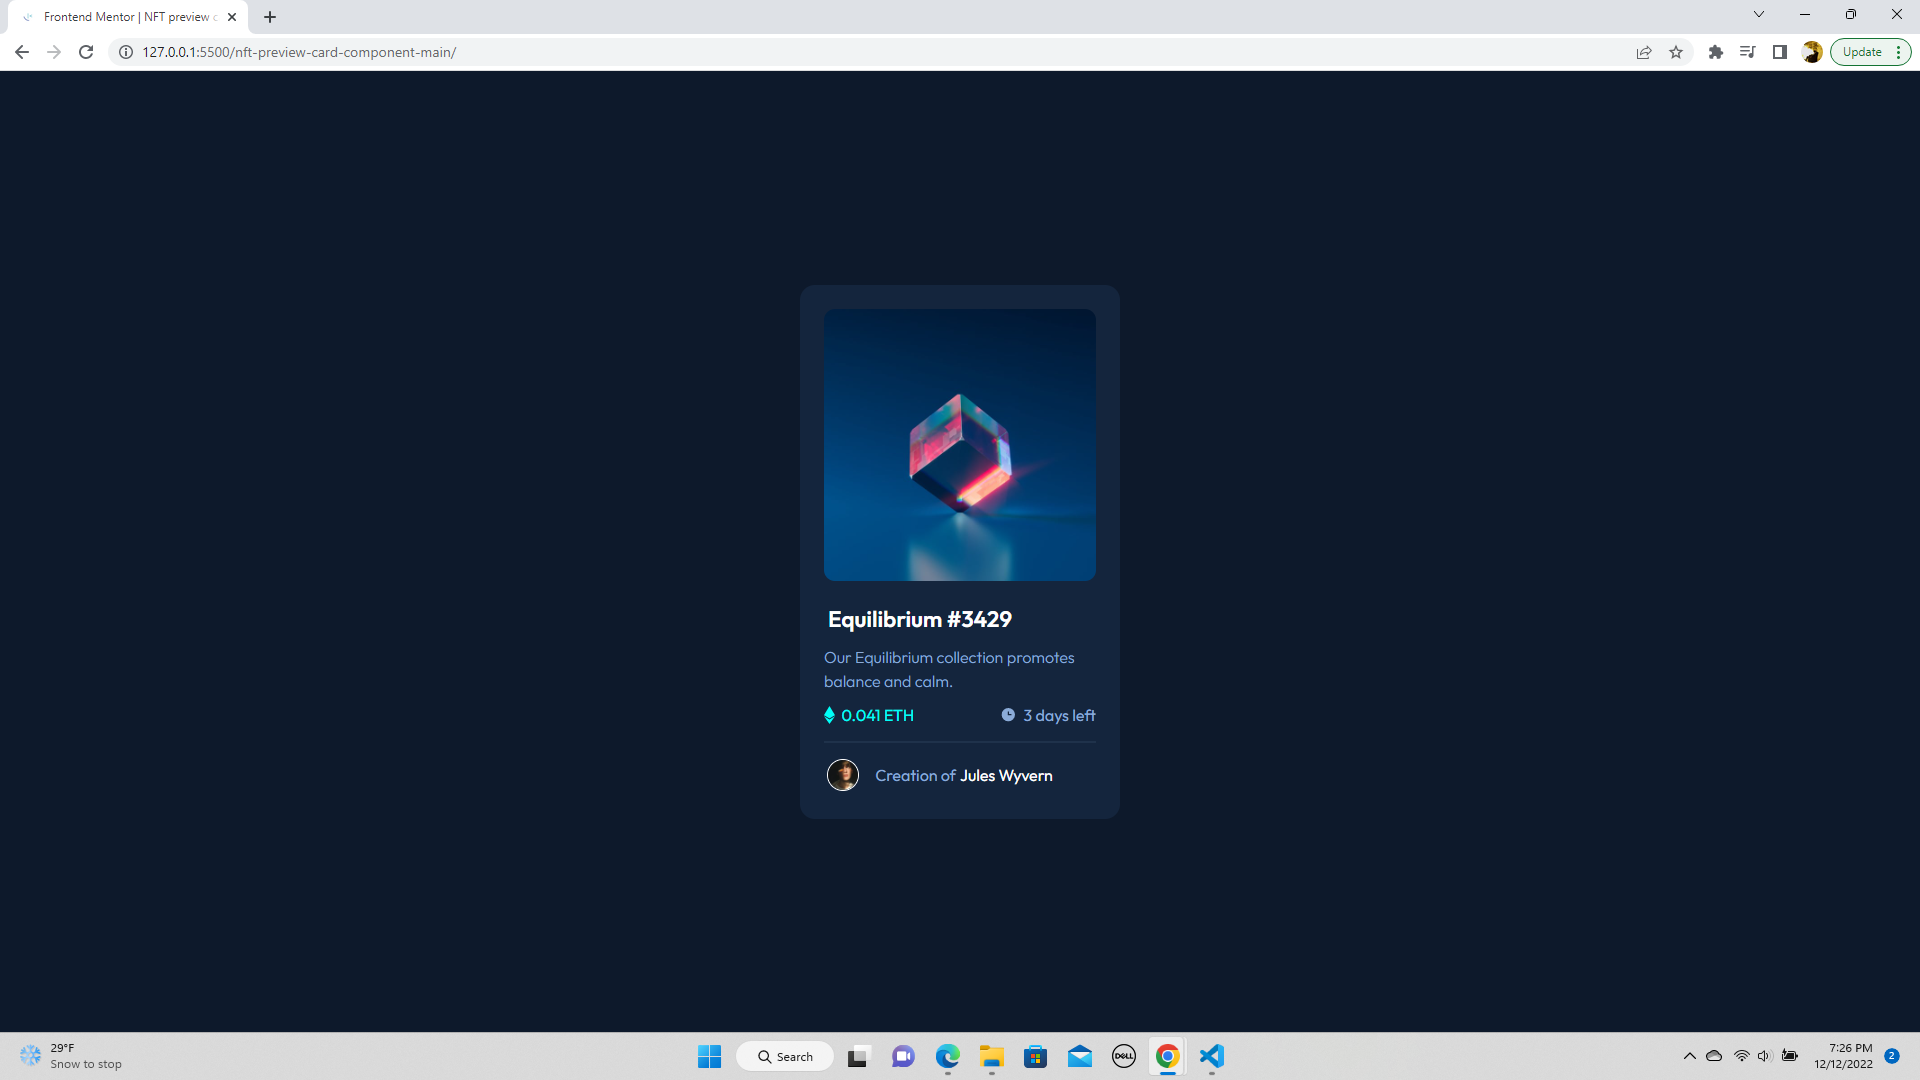 Frontend Mentor | NFT preview c
127.0.0.1:5500/nft-preview-card-component-main/
Update
Equilibrium #3429
Our Equilibrium collection promotes
balance and calm.
0.041 ETH
3 days left
Creation of Jules Wyvern
29°F
Snow to stop
Search
DELL
7:26 PM
12/12/2022
2